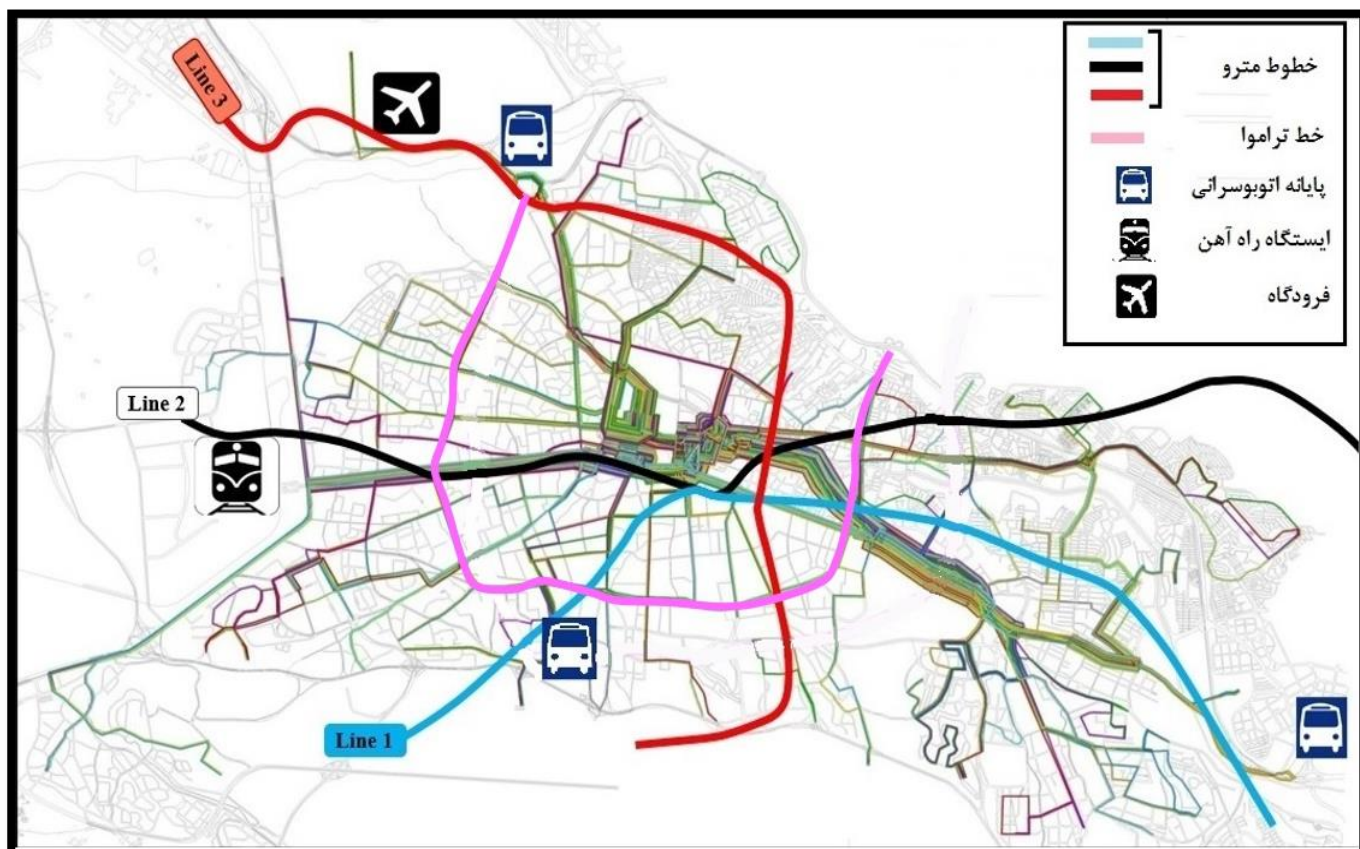 Line 3
Line 2
Line 1
خطوط مترو
خط تراموا
پایانه اتوبوسرانی
ایستگاه راه آهن
فرودگاه